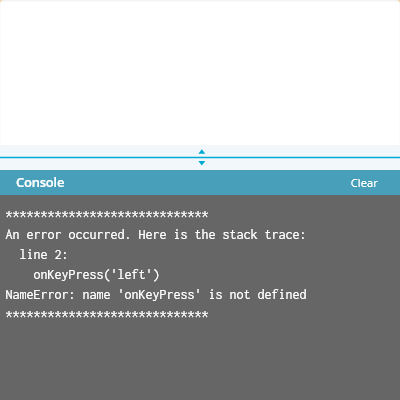 Console Clear
*****************************
An error occurred. Here is the stack trace:
  line 2:
    onKeyPress('left')
NameError: name 'onKeyPress' is not defined
*****************************